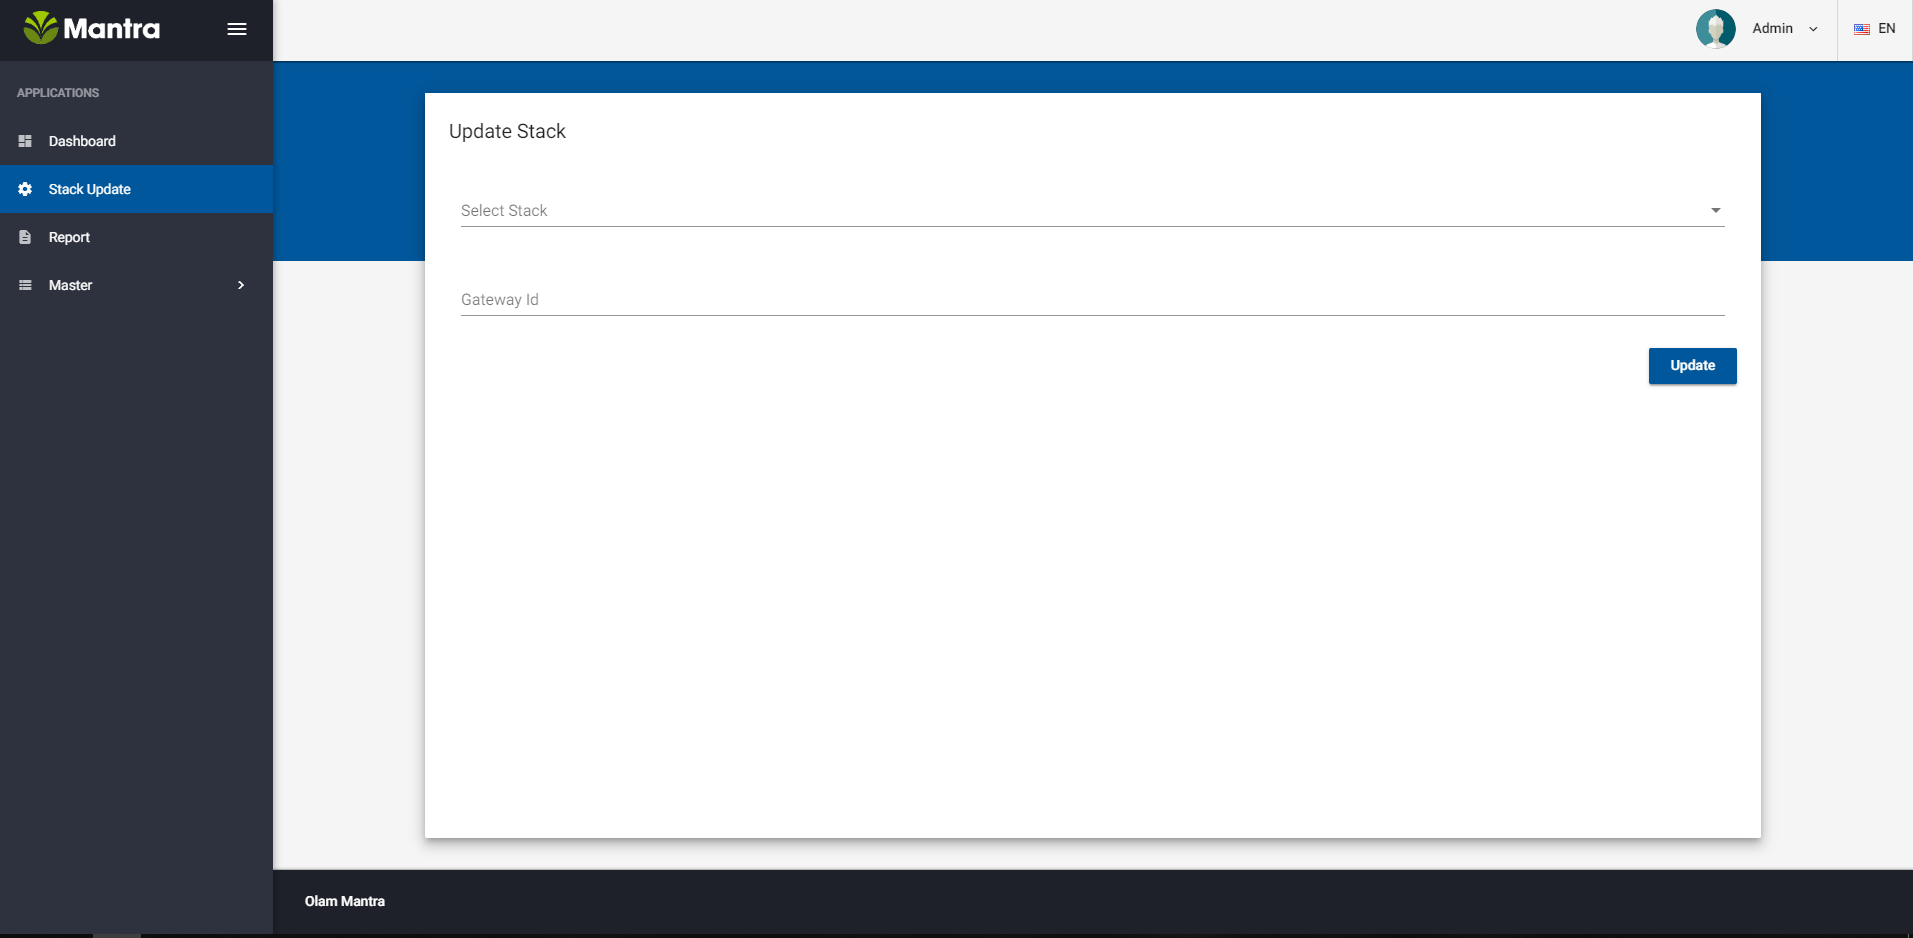 Mantra
Admin
EN
APPLICATIONS
Dashboard
Stack Update
Report
Master
Update Stack
Select Stack
Gateway Id
Update
Olam Mantra